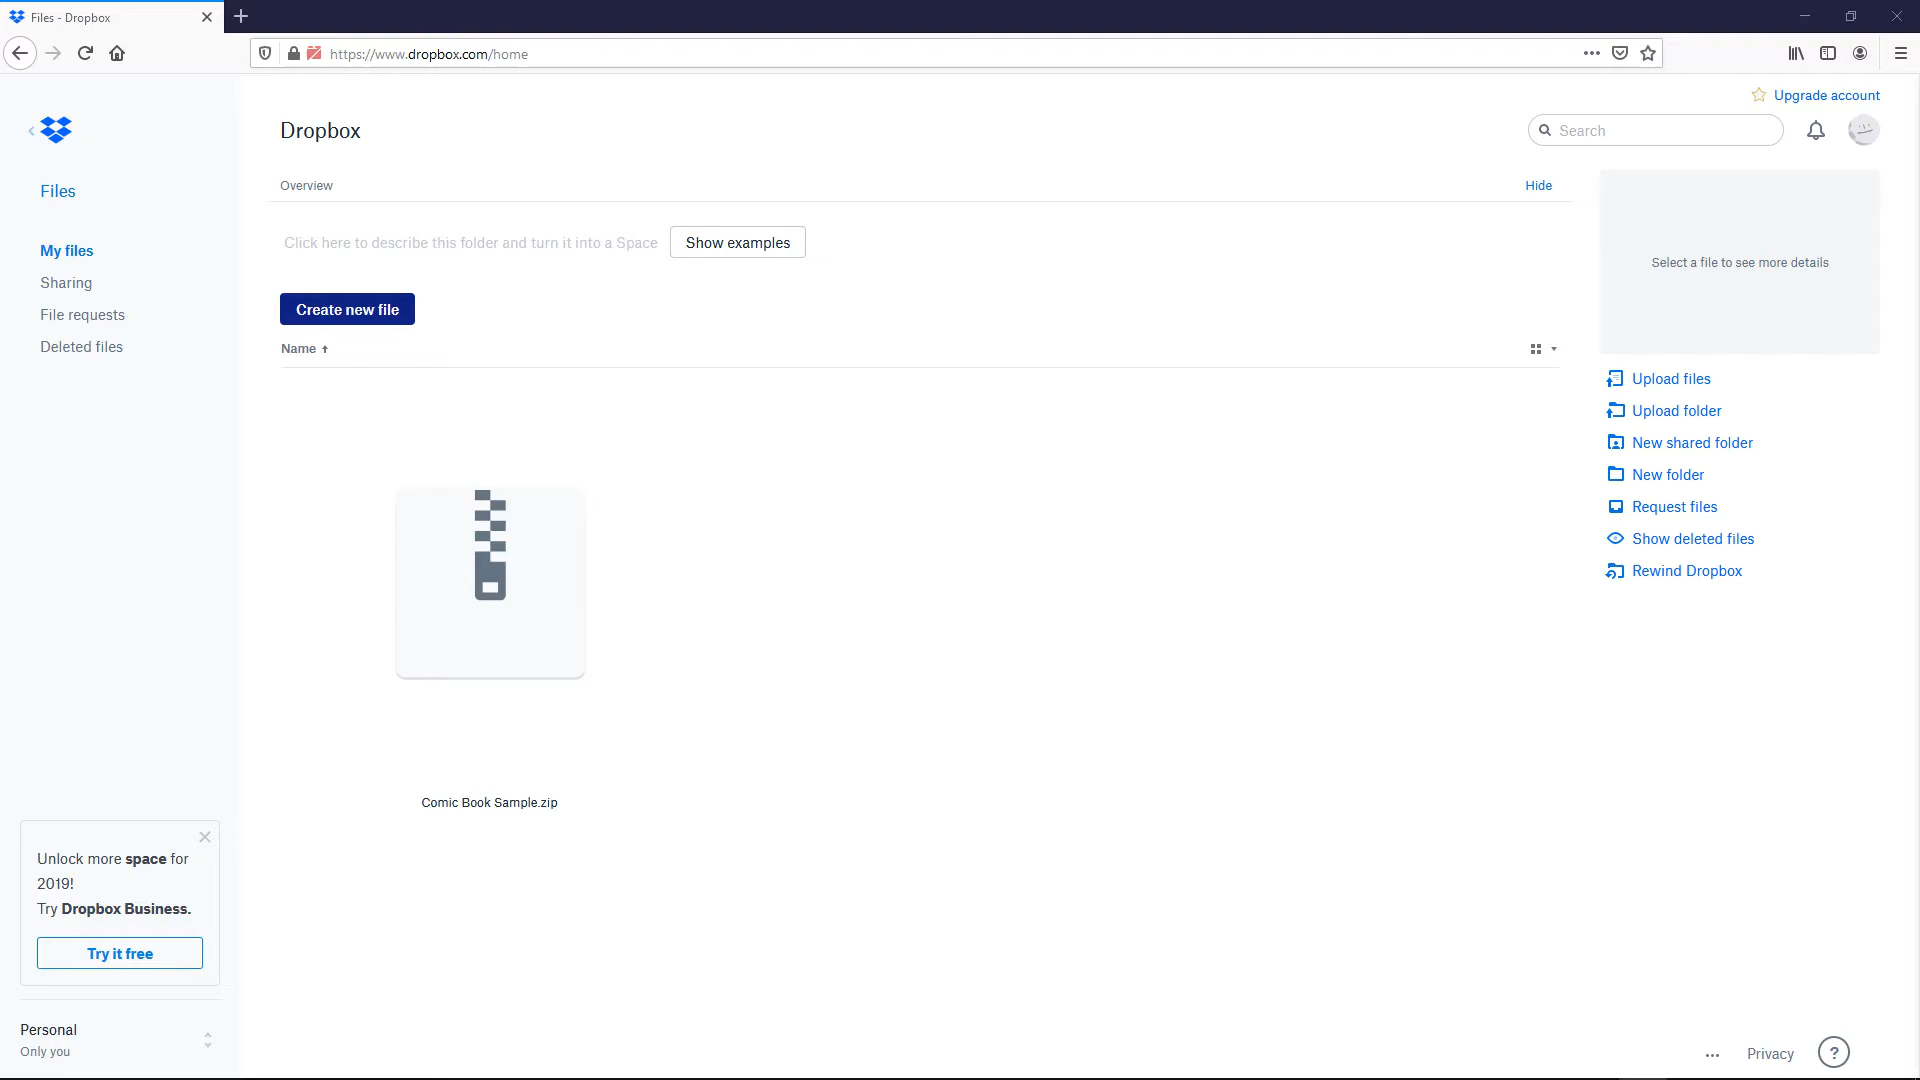 Files - Dropbox
https://www.dropbox.com/home
Upgrade account
Dropbox
Search
Files
Overview
Hide
Click here to describe this folder and turn it into a Space
Show examples
My files
Sharing
File requests
Deleted files
Select a file to see more details
Create new file
Name
Upload files
Upload folder
New shared folder
New folder
Request files
Show deleted files
Rewind Dropbox
Comic Book Sample.zip
Unlock more space for
2019!
Try Dropbox Business.
Try it free
Personal
Only you
Privacy
?